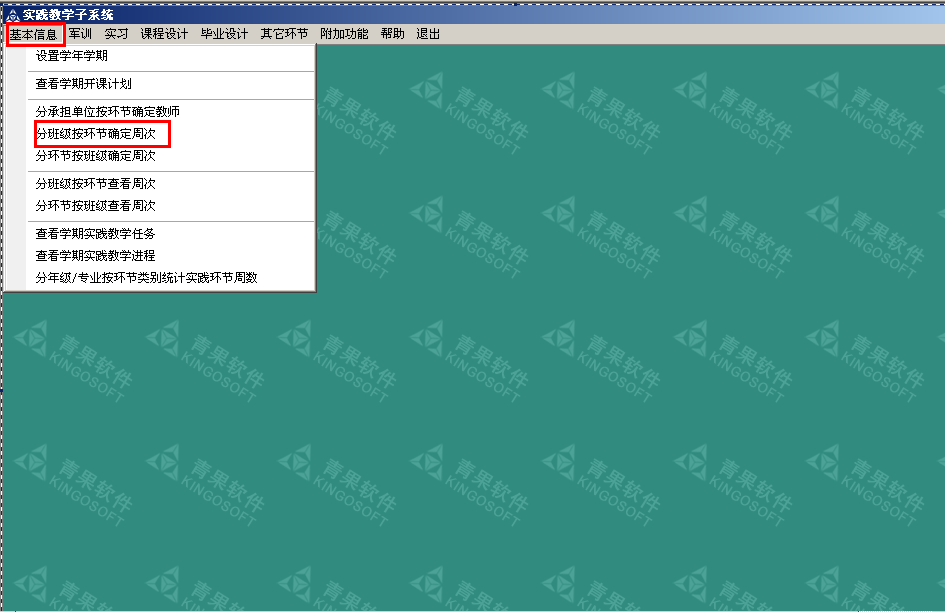 实践教学子系统
基本信息 军训 实习 课程设计 毕业设计 其它环节 附加功能 帮助 退出
设置学年学期
查看学期开课计划
分承担单位按环节确定教师
分班级按环节确定周次
分环节按班级确定周次
分班级按环节查看周次
分环节按班级查看周次
查看学期实践教学任务
查看学期实践教学进程
分年级/专业按环节类别统计实践环节周数
青果软件
KINGOSOFT